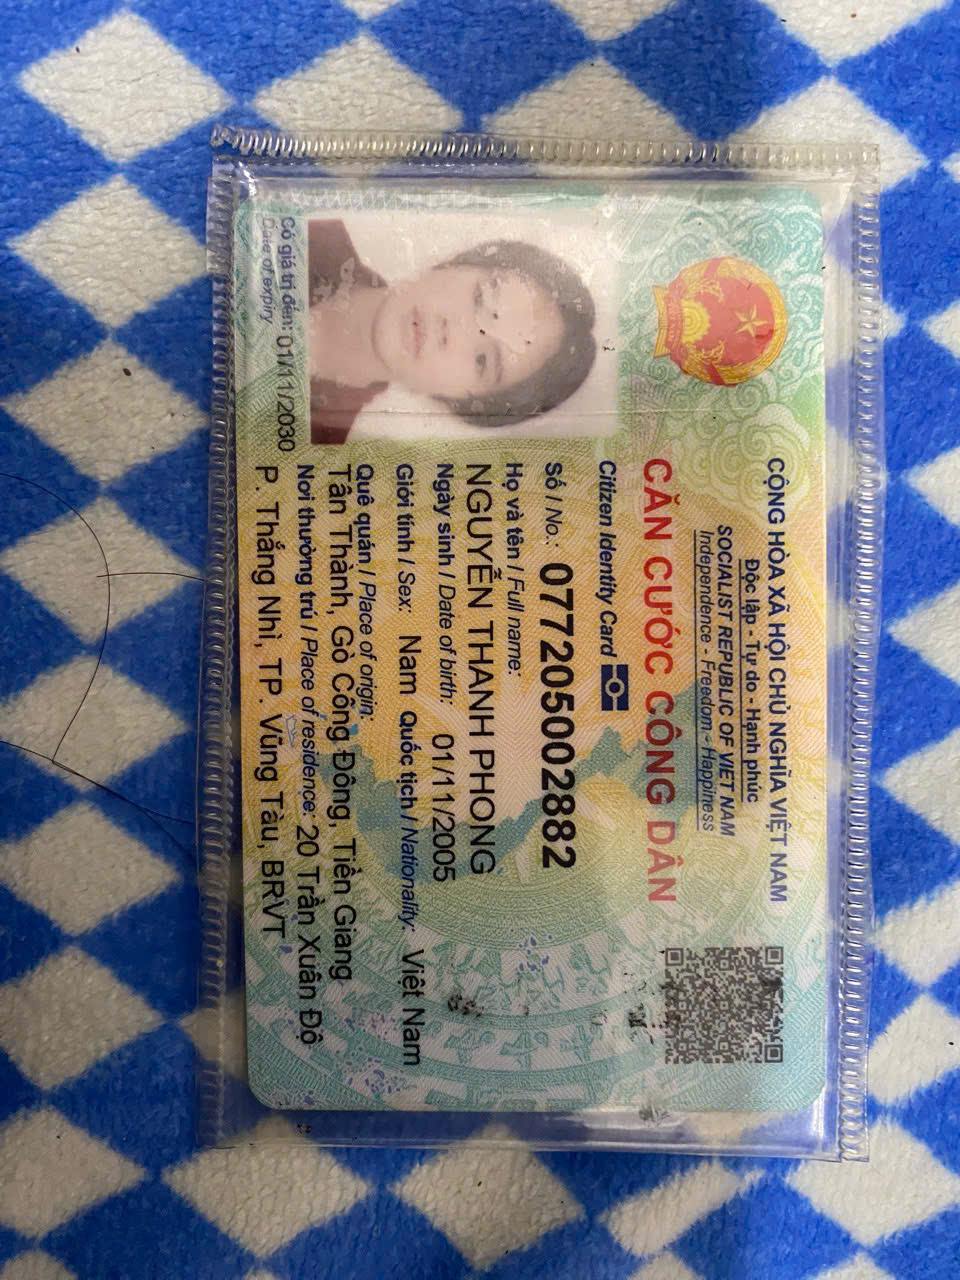 CỘNG HÒA XÃ HỘI CHỦ NGHĨA VIỆT NAM
Độc lập - Tự do - Hạnh phúc
SOCIALIST REPUBLIC OF VIET NAM
Independence - Freedom - Happiness
CĂN CƯỚC CÔNG DÂN
Citizen Identity Card
Số / No.: 077205002882
Họ và tên / Full name:
NGUYỄN THANH PHONG
Ngày sinh / Date of birth: 01/11/2005
Giới tính / Sex: Nam Quốc tịch / Nationality: Việt Nam
Quê quán / Place of origin:
Tân Thành, Gò Công Đông, Tiền Giang
Nơi thường trú / Place of residence: 20 Trần Xuân Độ
P. Thắng Nhì, TP. Vũng Tàu, BRVT
Có giá trị đến: 01/11/2030
Date of expiry